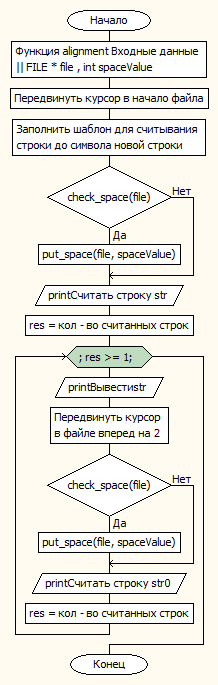 Начало
Функция alignment Входные данные
|| FILE * file , int spaceValue
Передвинуть курсор в начало файла
Заполнить шаблон для считывания
строки до символа новой строки
check_space(file)
Нет
Да
put_space(file, spaceValue)
printСчитать строку str
res = кол - во считанных строк
; res >= 1;
printВывестиstr
Передвинуть курсор
в файле вперед на 2
check_space(file)
Нет
Да
put_space(file, spaceValue)
printСчитать строку str0
res = кол - во считанных строк
Конец